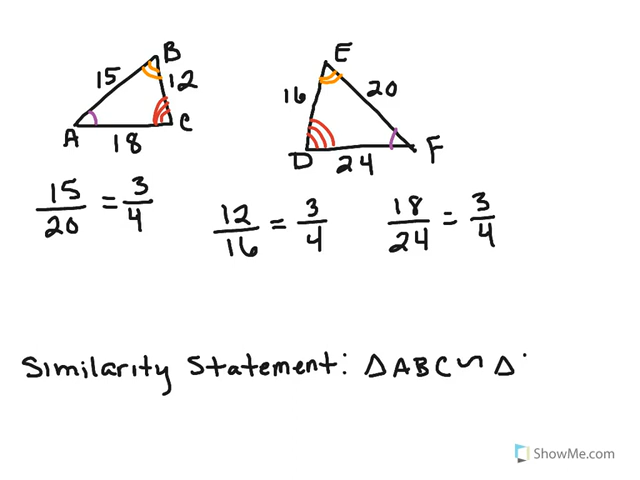 B
15
12
A
C
18
E
16
20
D
F
24
15/20 = 3/4
12/16 = 3/4
18/24 = 3/4
Similarity Statement: △ABC ∽ △
ShowMe.com